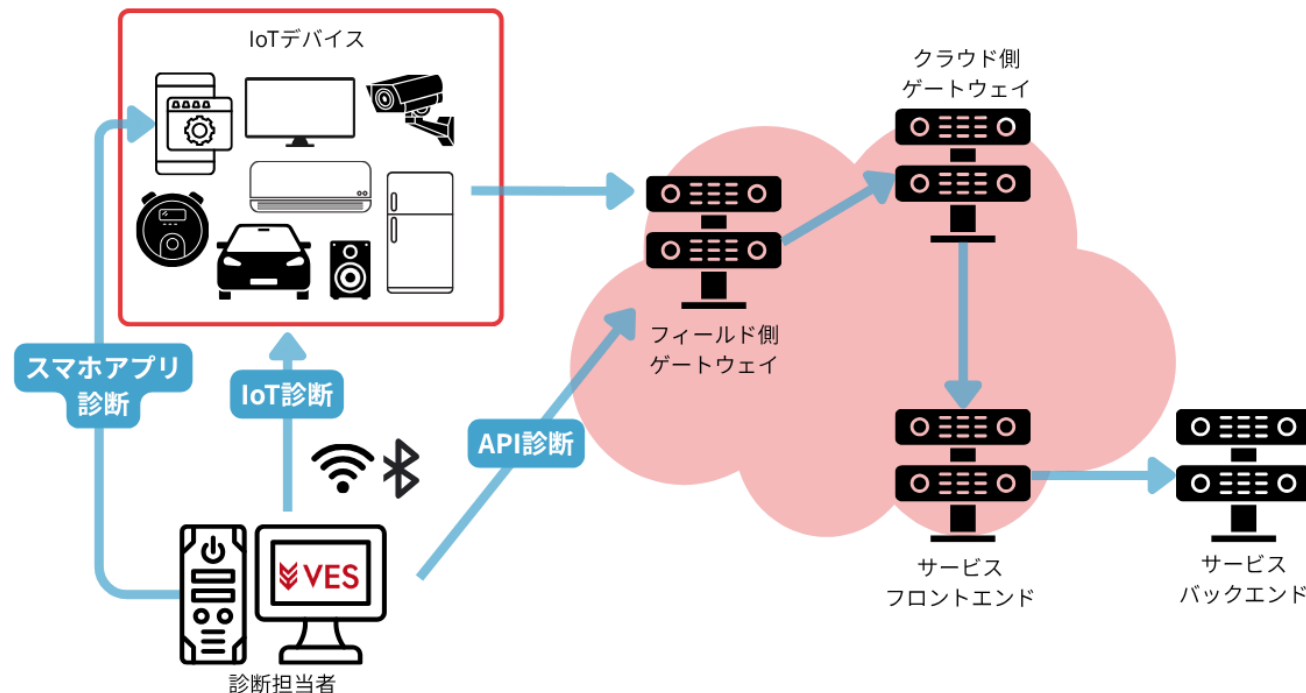 IoTデバイス
クラウド側
ゲートウェイ
フィールド側
ゲートウェイ
スマホアプリ
診断
IoT診断
API診断
VES
診断担当者
サービス
フロントエンド
サービス
バックエンド